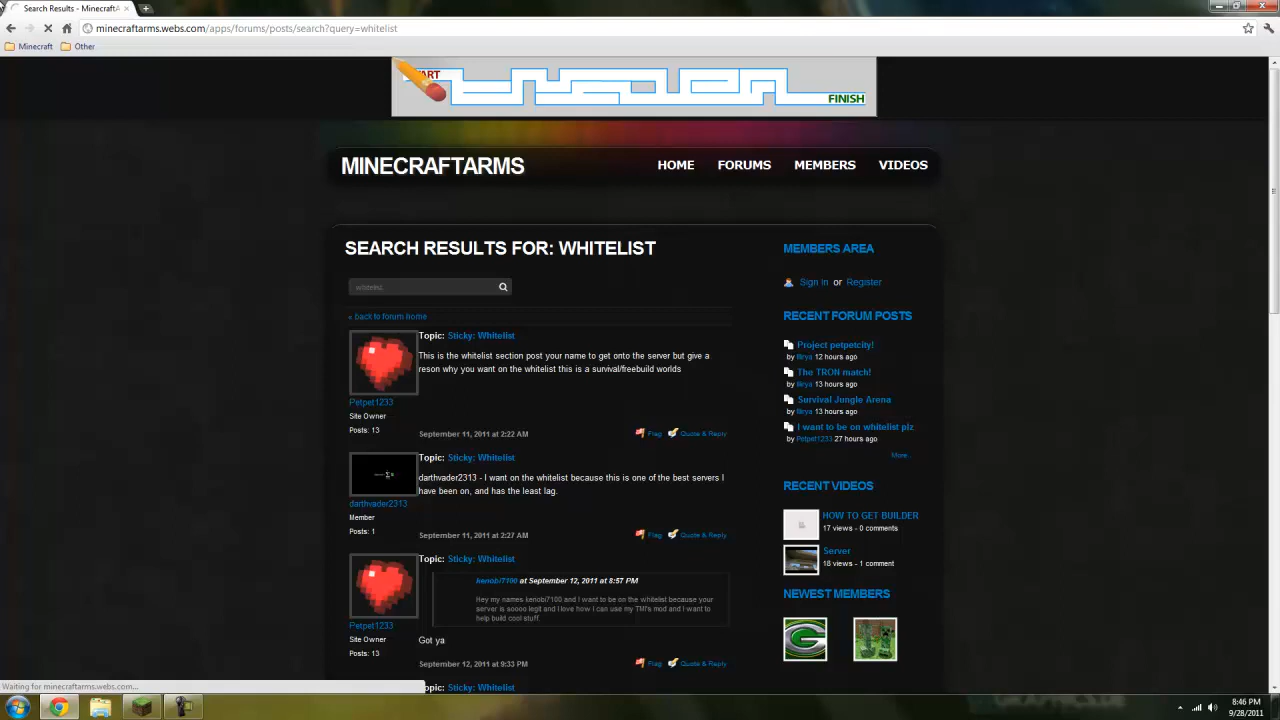 Search Results - MinecraftA
minecraftarms.webs.com/apps/forums/posts/search?query=whitelist
Minecraft Other
START
FINISH
MINECRAFTARMS
HOME FORUMS MEMBERS VIDEOS
SEARCH RESULTS FOR: WHITELIST
whitelist
« back to forum home
Topic: Sticky: Whitelist
This is the whitelist section post your name to get onto the server but give a
reson why you want on the whitelist this is a survival/freebuild worlds
Petpet1233
Site Owner
Posts: 13
September 11, 2011 at 2:22 AM
Flag Quote & Reply
Topic: Sticky: Whitelist
darthvader2313 - I want on the whitelist because this is one of the best servers I
have been on, and has the least lag.
darthvader2313
Member
Posts: 1
September 11, 2011 at 2:27 AM
Flag Quote & Reply
Topic: Sticky: Whitelist
kenobi7100 at September 12, 2011 at 8:57 PM
Hey my names kenobi7100 and I want to be on the whitelist because your
server is soooo legit and I love how I can use my TMI's mod and I want to
help build cool stuff.
Got ya
Petpet1233
Site Owner
Posts: 13
September 12, 2011 at 9:33 PM
Flag Quote & Reply
Topic: Sticky: Whitelist
MEMBERS AREA
Sign In or Register
RECENT FORUM POSTS
Project petpetcity!
by 12 hours ago
The TRON match!
by 13 hours ago
Survival Jungle Arena
by 13 hours ago
I want to be on whitelist plz
by Petpet1233 27 hours ago
More...
RECENT VIDEOS
HOW TO GET BUILDER
17 views - 0 comments
Server
18 views - 1 comment
NEWEST MEMBERS
Waiting for minecraftarms.webs.com...
8:46 PM
9/28/2011